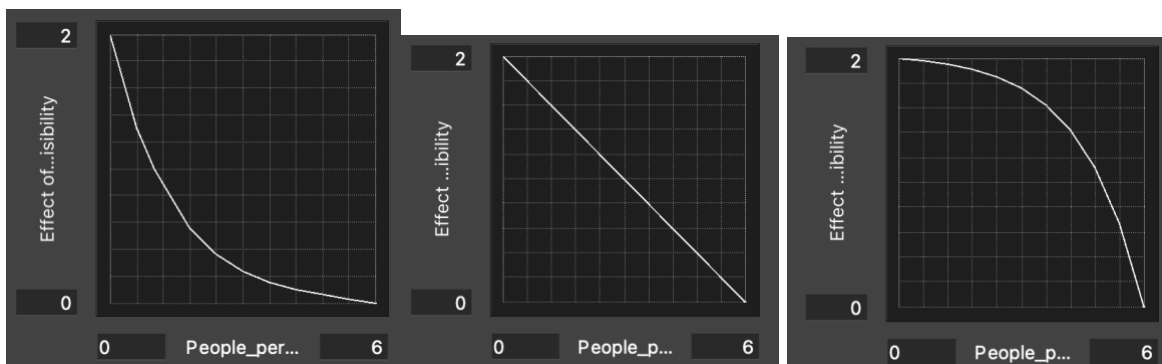 2
Effect of...isibility
0
0 People_per... 6
2
Effect ...ibility
0
0 People_p... 6
2
Effect ...ibility
0
0 People_p... 6